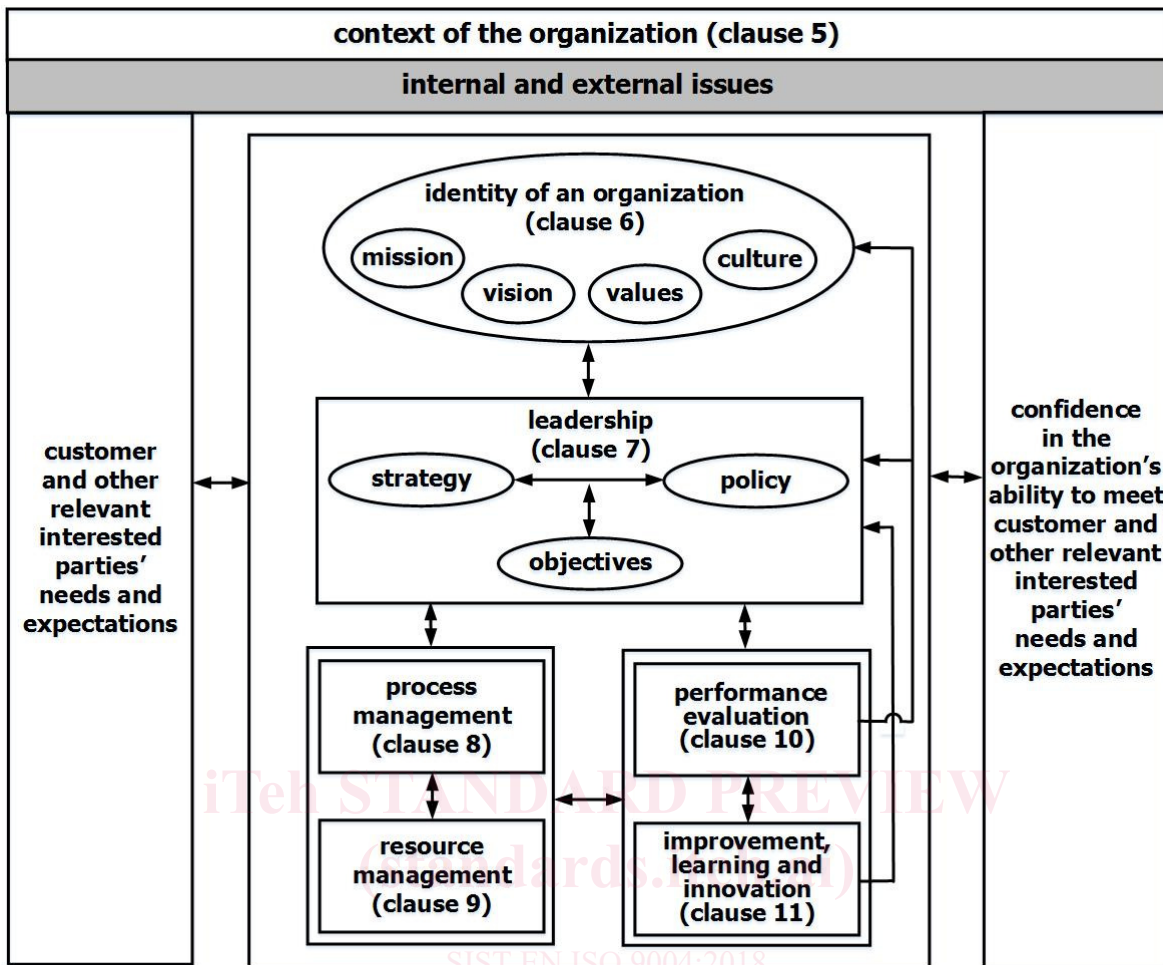 context of the organization (clause 5)
internal and external issues
customer
and other
relevant
interested
parties’
needs and
expectations
identity of an organization
(clause 6)
mission
vision
values
culture
leadership
(clause 7)
strategy
policy
objectives
process
management
(clause 8)
resource
management
(clause 9)
performance
evaluation
(clause 10)
improvement,
learning and
innovation
(clause 11)
confidence
in the
organization’s
ability to meet
customer and
other relevant
interested
parties’
needs and
expectations
iTeh STANDARD PREVIEW
(standards.iteh.ai)
SIST EN ISO 9004:2018